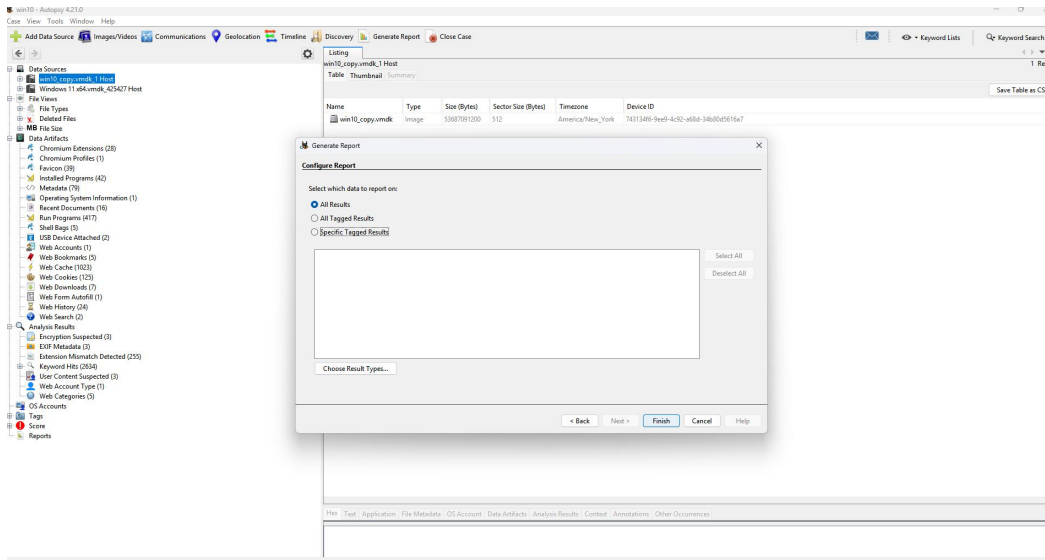 win10 - Autopsy 4.21.0
Case View Tools Window Help
Add Data Source Images/Videos Communications Geolocation Timeline Discovery Generate Report Close Case Keyword Lists Keyword Search
Listing
win10_copy.vmdk_1 Host
Table Thumbnail Summary
Save Table as CS
Name Type Size (Bytes) Sector Size (Bytes) Timezone Device ID
win10_copy.vmdk Image 53687091200 512 America/New_York 743134f6-9ee9-4c92-a68d-34b80d5616a7
Data Sources
win10_copy.vmdk_1 Host
Windows 11 x64.vmdk_425427 Host
File Views
File Types
Deleted Files
MB File Size
Data Artifacts
Chromium Extensions (28)
Chromium Profiles (1)
Favicon (39)
Installed Programs (42)
Metadata (79)
Operating System Information (1)
Recent Documents (16)
Run Programs (417)
Shell Bags (5)
USB Device Attached (2)
Web Accounts (1)
Web Bookmarks (5)
Web Cache (1023)
Web Cookies (125)
Web Downloads (7)
Web Form Autofill (1)
Web History (24)
Web Search (2)
Analysis Results
Encryption Suspected (3)
EXIF Metadata (3)
Extension Mismatch Detected (255)
Keyword Hits (2634)
User Content Suspected (3)
Web Account Type (1)
Web Categories (5)
OS Accounts
Tags
Score
Reports
Generate Report
Configure Report
Select which data to report on:
All Results
All Tagged Results
Specific Tagged Results
Select All
Deselect All
Choose Result Types...
< Back Next > Finish Cancel Help
Hex Text Application File Metadata OS Account Data Artifacts Analysis Results Context Annotations Other Occurrences